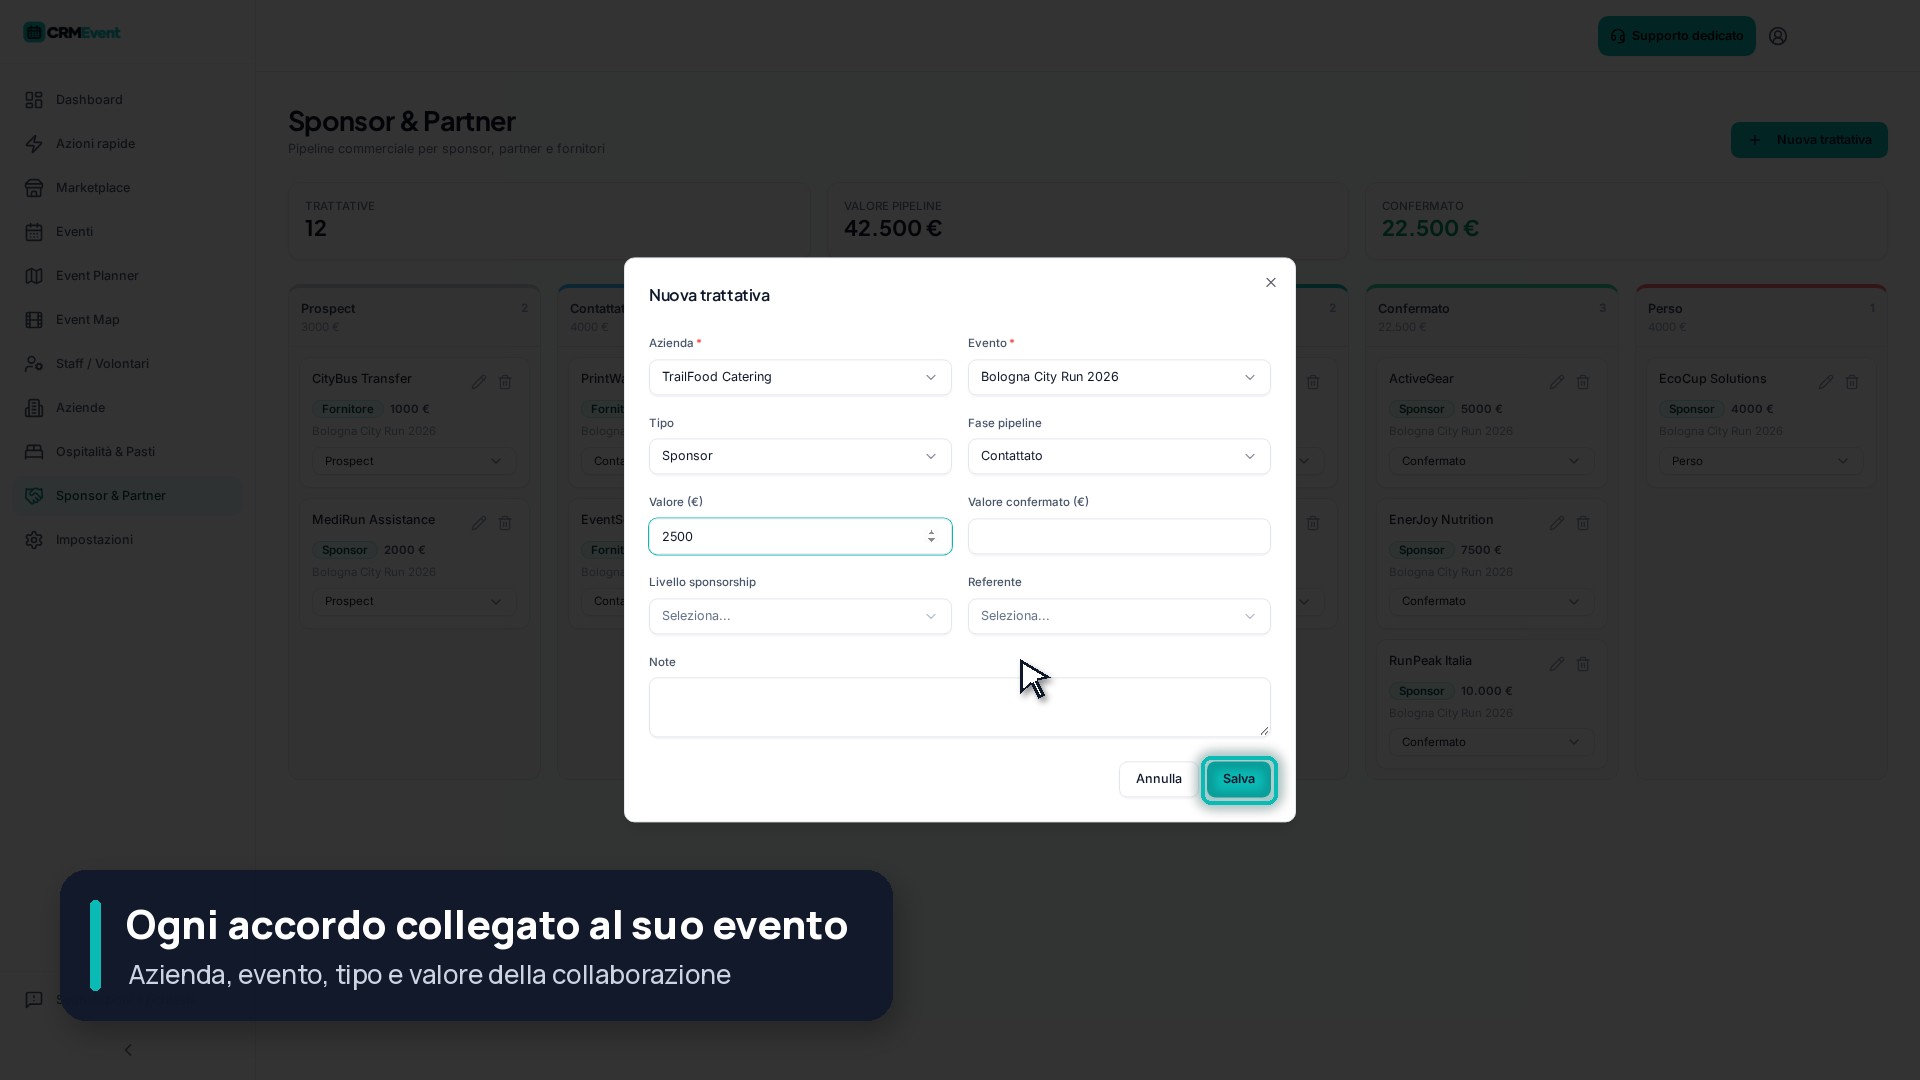 CRMEvent
Supporto dedicato
Dashboard
Azioni rapide
Marketplace
Eventi
Event Planner
Event Map
Staff / Volontari
Aziende
Ospitalità & Pasti
Sponsor & Partner
Impostazioni
Sponsor & Partner
Pipeline commerciale per sponsor, partner e fornitori
Nuova trattativa
TRATTATIVE
12
VALORE PIPELINE
42.500 €
CONFERMATO
22.500 €
Prospect 2
3000 €
CityBus Transfer
Fornitore 1000 €
Bologna City Run 2026
Prospect
MediRun Assistance
Sponsor 2000 €
Bologna City Run 2026
Prospect
4000 €
2
Confermato 3
22.500 €
ActiveGear
Sponsor 5000 €
Bologna City Run 2026
Confermato
EnerJoy Nutrition
Sponsor 7500 €
Bologna City Run 2026
Confermato
RunPeak Italia
Sponsor 10.000 €
Bologna City Run 2026
Confermato
Perso 1
4000 €
EcoCup Solutions
Sponsor 4000 €
Bologna City Run 2026
Perso
Nuova trattativa
Azienda * Evento *
TrailFood Catering Bologna City Run 2026
Tipo Fase pipeline
Sponsor Contattato
Valore (€) Valore confermato (€)
2500
Livello sponsorship Referente
Seleziona... Seleziona...
Note
Annulla Salva
Ogni accordo collegato al suo evento
Azienda, evento, tipo e valore della collaborazione